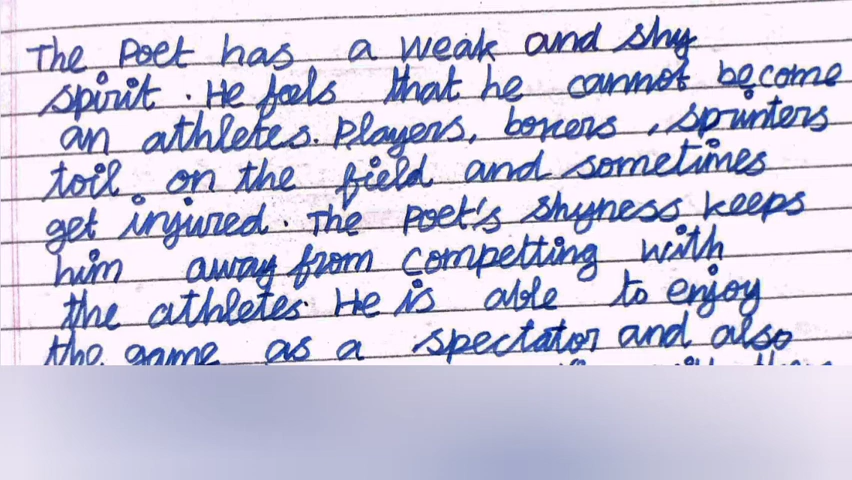 The Poet has a weak and shy
spirit. He feels that he cannot become
an athletes. Players, boxers, sprinters
toil on the field and sometimes
get injured. The Poet's shyness keeps
him away from competting with
the athletes. He is able to enjoy
the game as a spectator and also